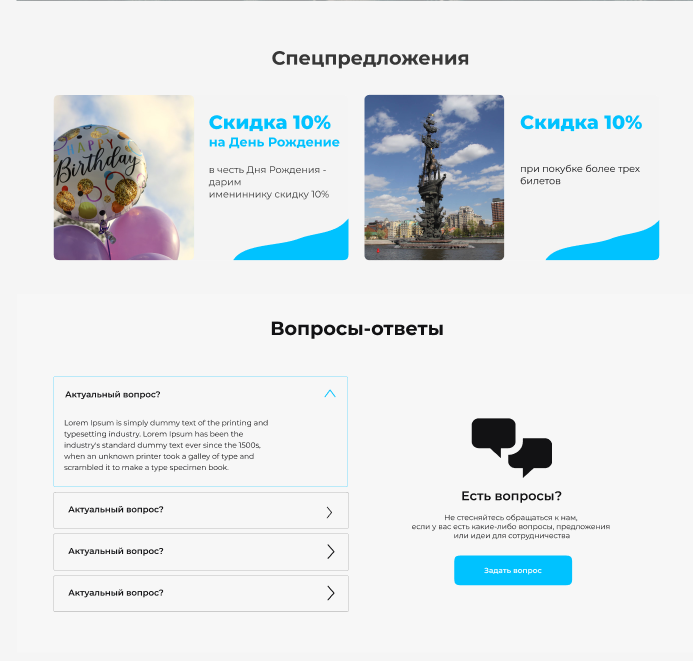 Спецпредложения
HAPPY
Birthday
Скидка 10%
на День Рождение
в честь Дня Рождения -
дарим
имениннику скидку 10%
Скидка 10%
при покупке более трех
билетов
Вопросы-ответы
Актуальный вопрос?
Lorem Ipsum is simply dummy text of the printing and
typesetting industry. Lorem Ipsum has been the
industry's standard dummy text ever since the 1500s,
when an unknown printer took a galley of type and
scrambled it to make a type specimen book.
Актуальный вопрос?
Актуальный вопрос?
Актуальный вопрос?
Есть вопросы?
Не стесняйтесь обращаться к нам,
если у вас есть какие-либо вопросы, предложения
или идеи для сотрудничества
Задать вопрос